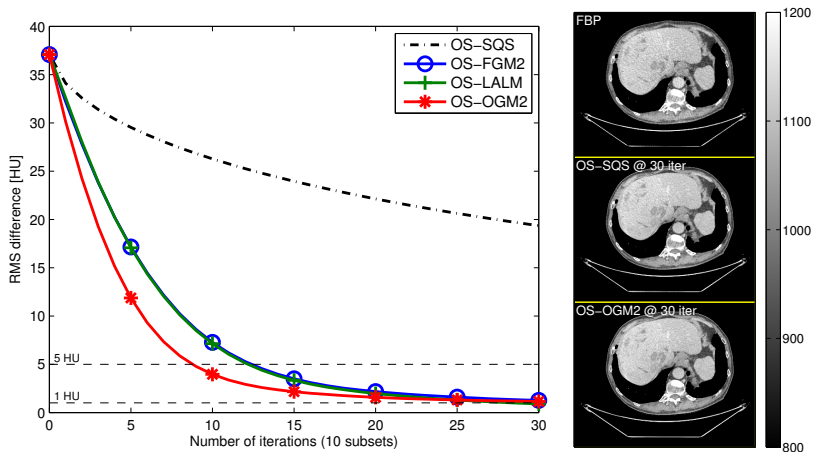 40
35
30
25
20
15
10
5
0
RMS difference [HU]
OS−SQS
OS−FGM2
OS−LALM
OS−OGM2
5 HU
1 HU
0 5 10 15 20 25 30
Number of iterations (10 subsets)
FBP
OS−SQS @ 30 iter
OS−OGM2 @ 30 iter
1200
1100
1000
900
800